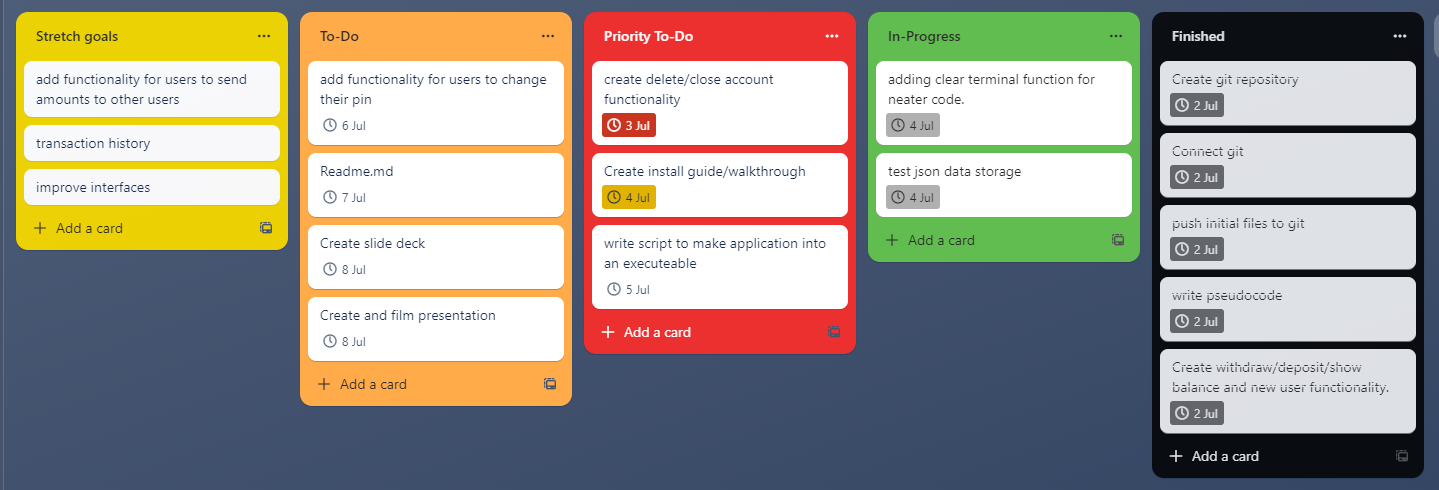 Stretch goals
add functionality for users to send
amounts to other users
transaction history
improve interfaces
Add a card
To-Do
add functionality for users to change
their pin
6 Jul
Readme.md
7 Jul
Create slide deck
8 Jul
Create and film presentation
8 Jul
Add a card
Priority To-Do
create delete/close account
functionality
3 Jul
Create install guide/walkthrough
4 Jul
write script to make application into
an executeable
5 Jul
Add a card
In-Progress
adding clear terminal function for
neater code.
4 Jul
test json data storage
4 Jul
Add a card
Finished
Create git repository
2 Jul
Connect git
2 Jul
push initial files to git
2 Jul
write pseudocode
2 Jul
Create withdraw/deposit/show
balance and new user functionality.
2 Jul
Add a card